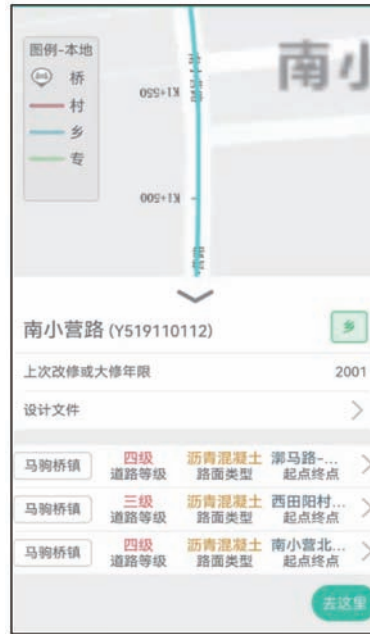 图例-本地
桥
村
乡
专
南小
K1+550
K1+500
南小营路 (Y519110112)
乡
上次改修或大修年限 2001
设计文件
马驹桥镇 四级 沥青混凝土 漷马路-...
道路等级 路面类型 起点终点
马驹桥镇 三级 沥青混凝土 西田阳村...
道路等级 路面类型 起点终点
马驹桥镇 四级 沥青混凝土 南小营北...
道路等级 路面类型 起点终点
去这里